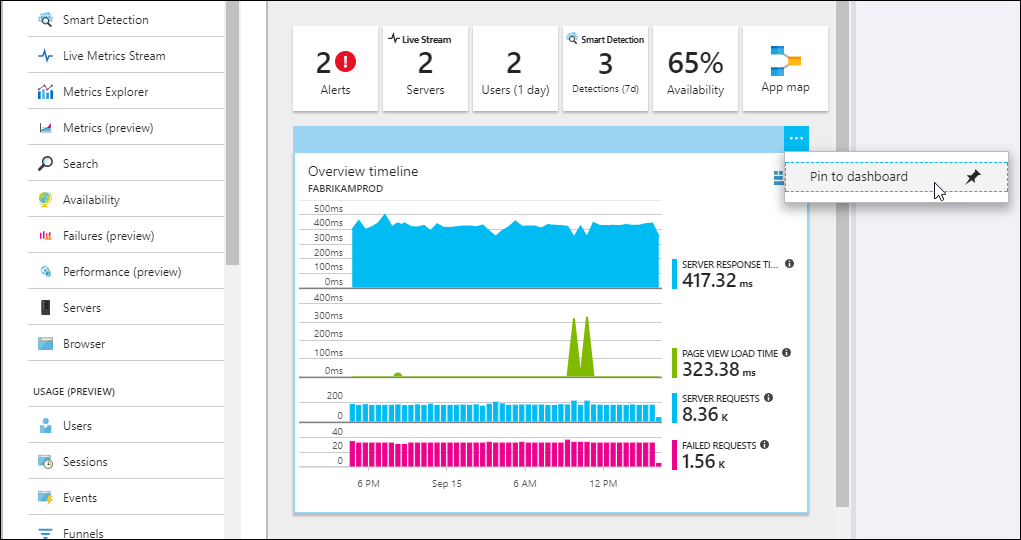 Smart Detection
Live Metrics Stream
Metrics Explorer
Metrics (preview)
Search
Availability
Failures (preview)
Performance (preview)
Servers
Browser
USAGE (PREVIEW)
Users
Sessions
Events
Funnels
2 !
Alerts
Live Stream
2
Servers
2
Users (1 day)
Smart Detection
3
Detections (7d)
65%
Availability
App map
...
Pin to dashboard
Overview timeline
FABRIKAMPROD
500ms
400ms
300ms
200ms
100ms
0ms
SERVER RESPONSE TI...
417.32 ms
400ms
300ms
200ms
100ms
0ms
PAGE VIEW LOAD TIME
323.38 ms
200
0
SERVER REQUESTS
8.36 K
40
20
0
FAILED REQUESTS
1.56 K
6 PM
Sep 15
6 AM
12 PM